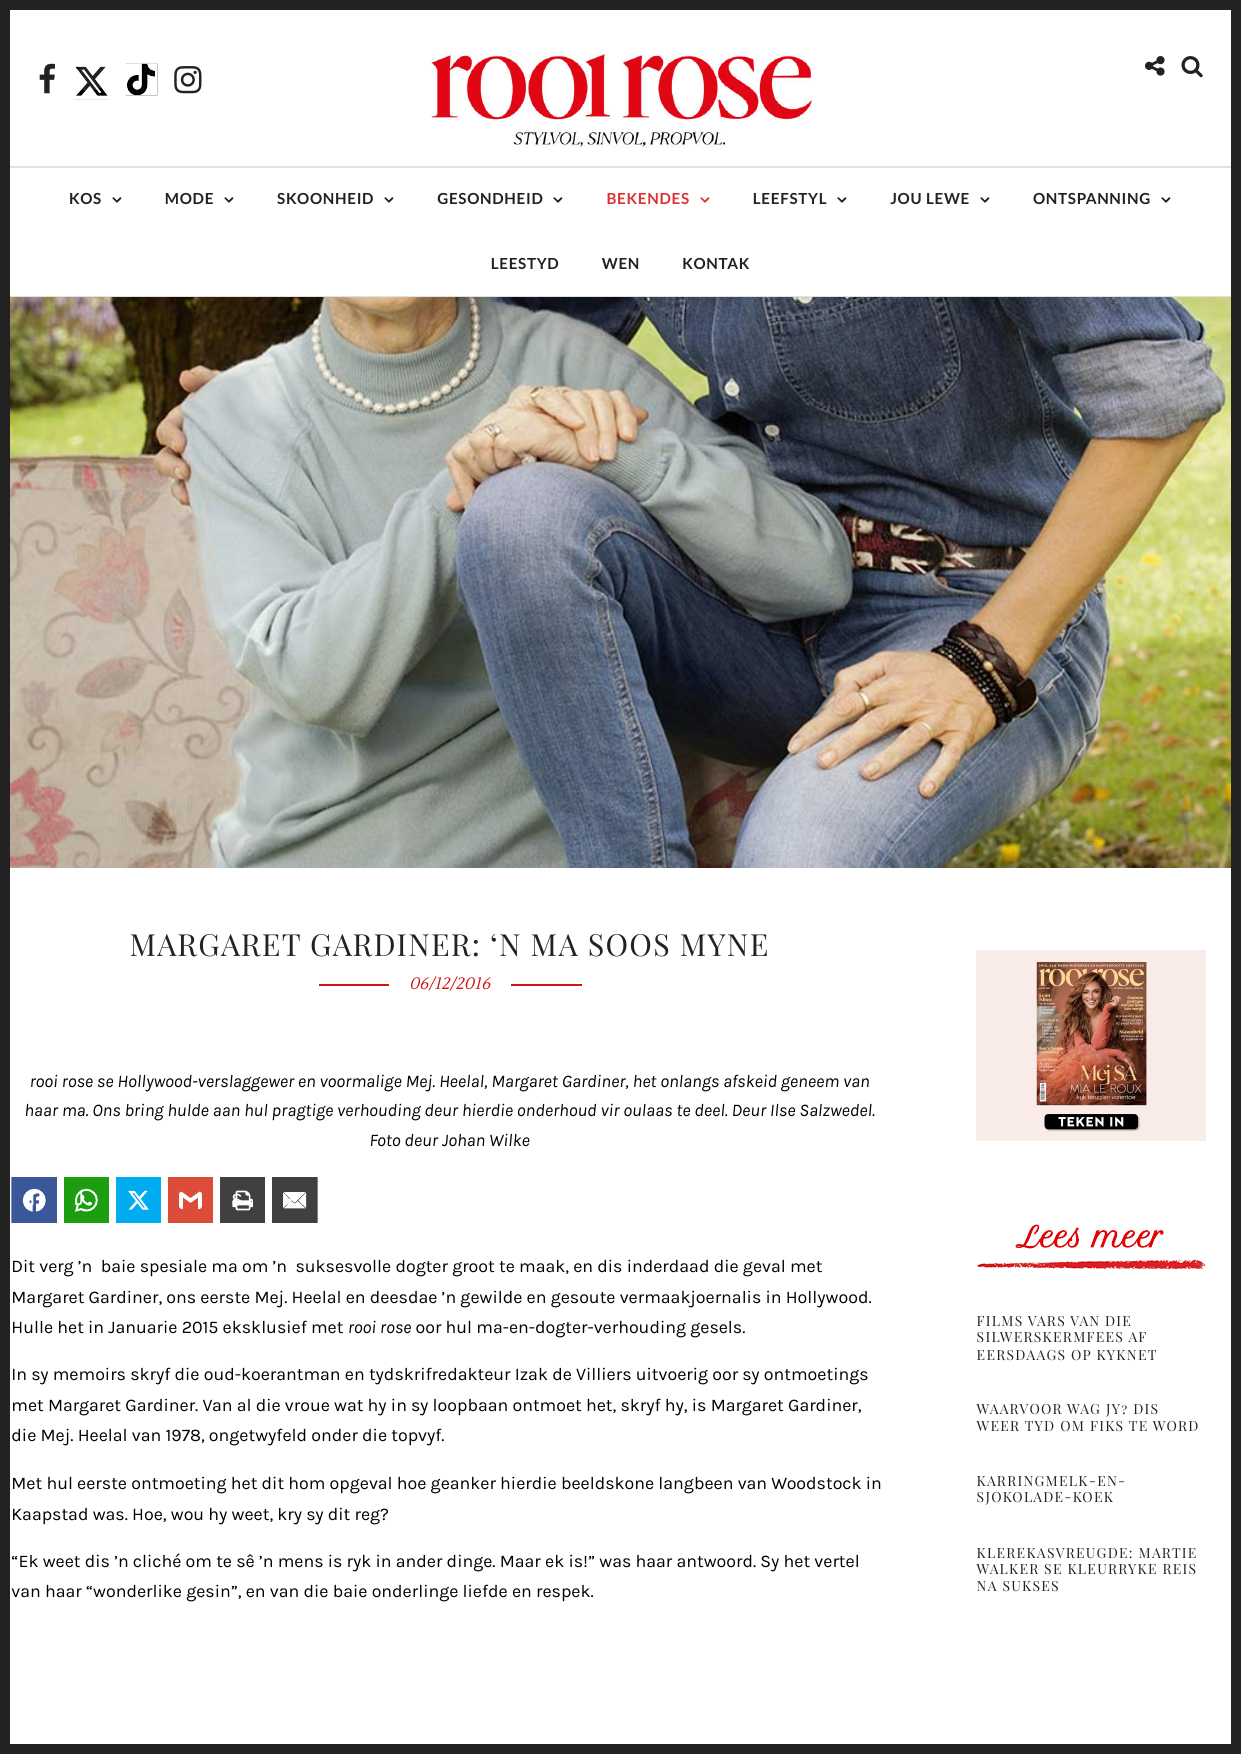 rooi rose
STYLVOL, SINVOL, PROPVOL.
KOS MODE SKOONHEID GESONDHEID BEKENDES LEEFSTYL JOU LEWE ONTSPANNING
LEESTYD WEN KONTAK
MARGARET GARDINER: ‘N MA SOOS MYNE
06/12/2016
rooi rose se Hollywood-verslaggewer en voormalige Mej. Heelal, Margaret Gardiner, het onlangs afskeid geneem van
haar ma. Ons bring hulde aan hul pragtige verhouding deur hierdie onderhoud vir oulaas te deel. Deur Ilse Salzwedel.
Foto deur Johan Wilke
Dit verg ’n  baie spesiale ma om ’n  suksesvolle dogter groot te maak, en dis inderdaad die geval met
Margaret Gardiner, ons eerste Mej. Heelal en deesdae ’n gewilde en gesoute vermaakjoernalis in Hollywood.
Hulle het in Januarie 2015 eksklusief met rooi rose oor hul ma-en-dogter-verhouding gesels.
In sy memoirs skryf die oud-koerantman en tydskrifredakteur Izak de Villiers uitvoerig oor sy ontmoetings
met Margaret Gardiner. Van al die vroue wat hy in sy loopbaan ontmoet het, skryf hy, is Margaret Gardiner,
die Mej. Heelal van 1978, ongetwyfeld onder die topvyf.
Met hul eerste ontmoeting het dit hom opgeval hoe geanker hierdie beeldskone langbeen van Woodstock in
Kaapstad was. Hoe, wou hy weet, kry sy dit reg?
“Ek weet dis ’n cliché om te sê ’n mens is ryk in ander dinge. Maar ek is!” was haar antwoord. Sy het vertel
van haar “wonderlike gesin”, en van die baie onderlinge liefde en respek.
rooi rose
Mej SA
MIA LE ROUX
kyk terug en vorentoe
TEKEN IN
Lees meer
FILMS VARS VAN DIE
SILWERSKERMFEES AF
EERSDAAGS OP KYKNET
WAARVOOR WAG JY? DIS
WEER TYD OM FIKS TE WORD
KARRINGMELK-EN-
SJOKOLADE-KOEK
KLEREKASVREUGDE: MARTIE
WALKER SE KLEURRYKE REIS
NA SUKSES